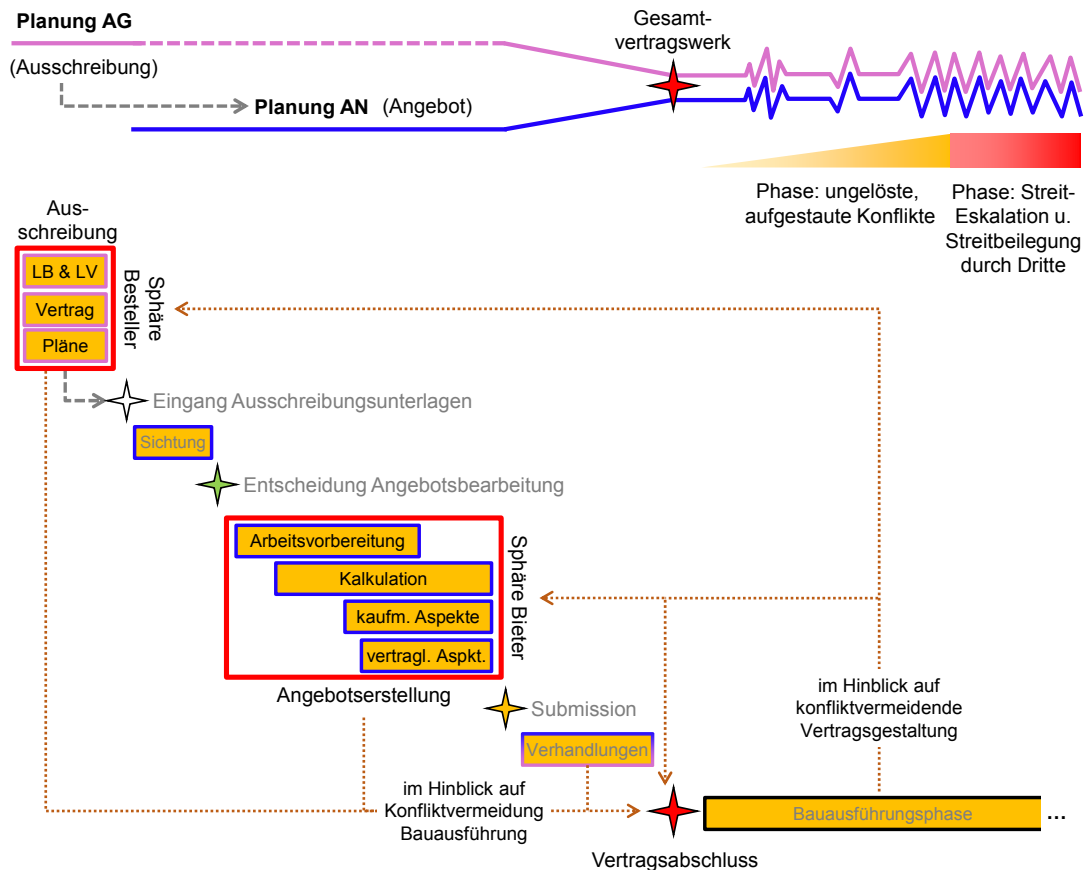 Planung AG
(Ausschreibung)
Planung AN (Angebot)
Gesamt-
vertragswerk
Phase: ungelöste,
aufgestaute Konflikte
Phase: Streit-
Eskalation u.
Streitbeilegung
durch Dritte
Aus-
schreibung
LB & LV
Vertrag
Pläne
Sphäre
Besteller
Eingang Ausschreibungsunterlagen
Sichtung
Entscheidung Angebotsbearbeitung
Arbeitsvorbereitung
Kalkulation
kaufm. Aspekte
vertragl. Aspkt.
Sphäre Bieter
Angebotserstellung
Submission
Verhandlungen
im Hinblick auf
konfliktvermeidende
Vertragsgestaltung
im Hinblick auf
Konfliktvermeidung
Bauausführung
Bauausführungsphase
...
Vertragsabschluss